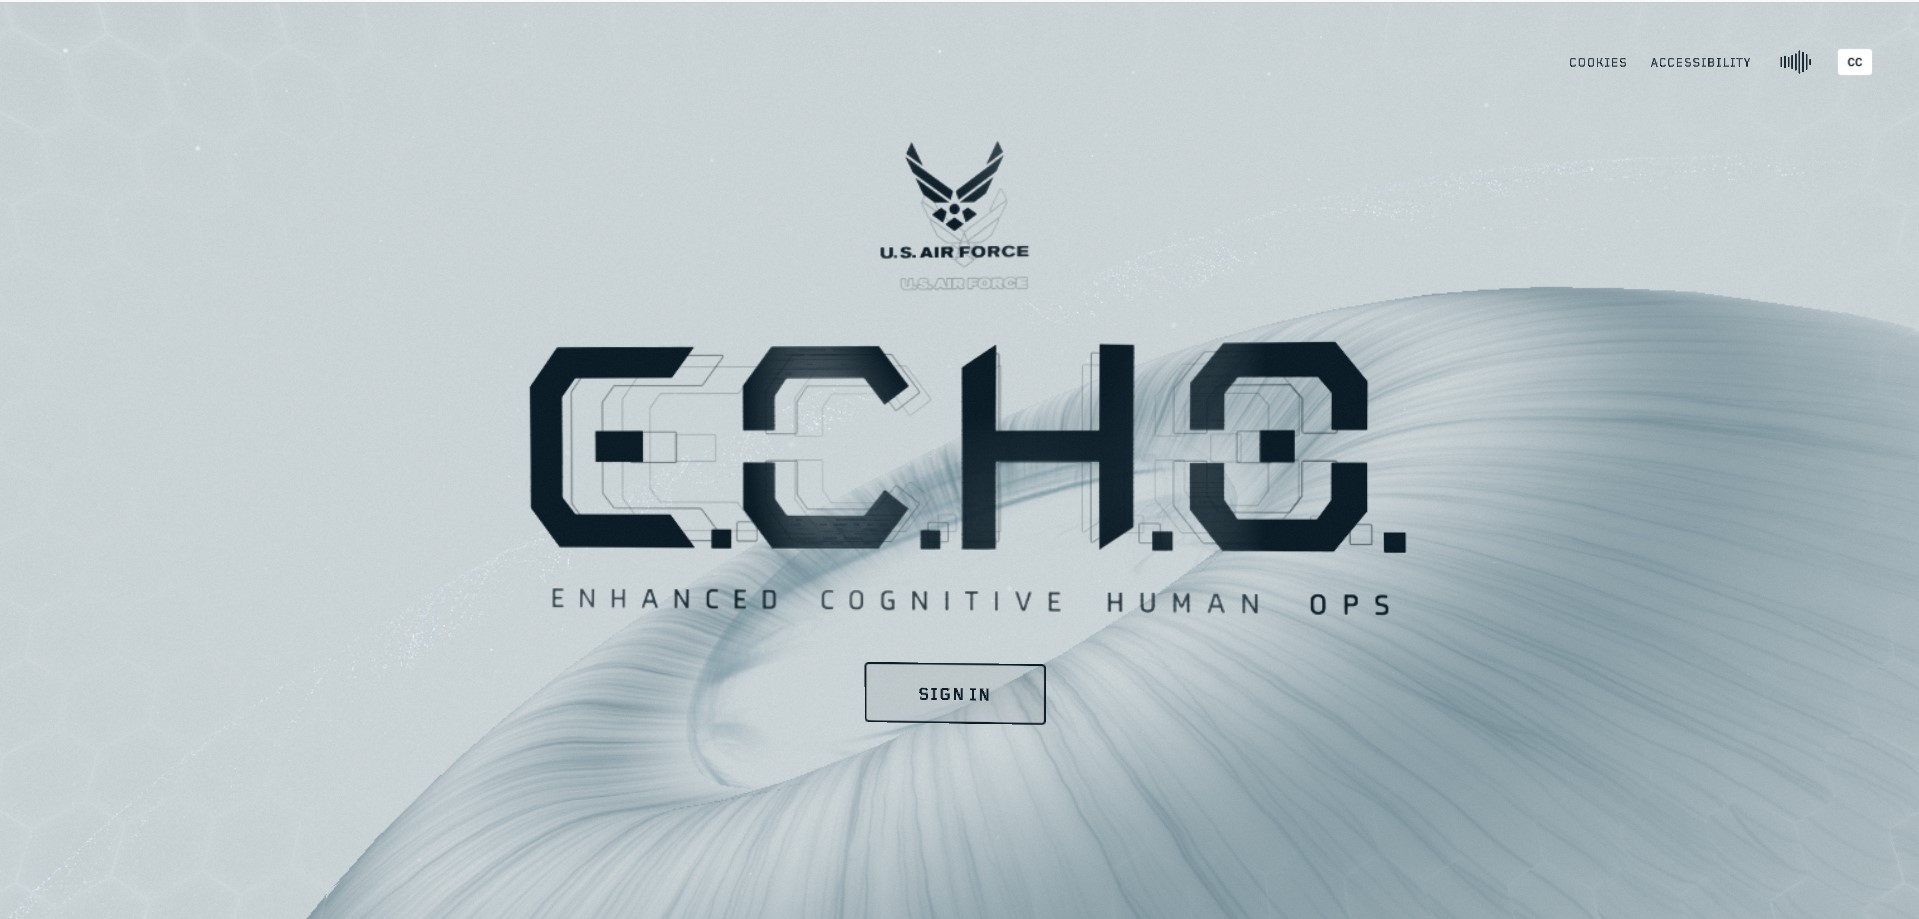 COOKIES ACCESSIBILITY CC
U.S. AIR FORCE
U.S. AIR FORCE
E.C.H.O.
ENHANCED COGNITIVE HUMAN OPS
SIGN IN